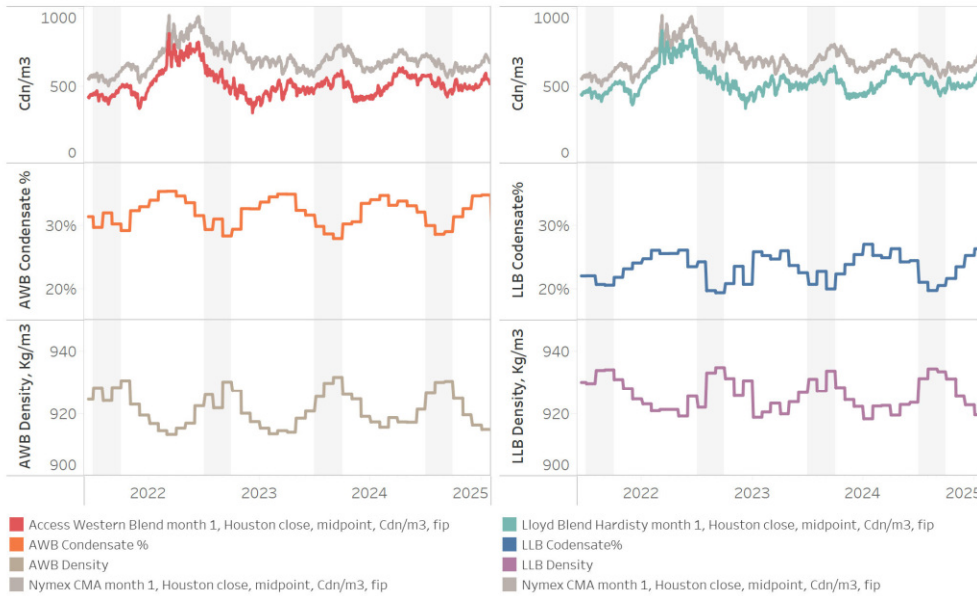 1000
500
0
Cdn/m3
30%
20%
AWB Condensate %
940
920
900
AWB Density, Kg/m3
2022
2023
2024
2025
Access Western Blend month 1, Houston close, midpoint, Cdn/m3, fip
AWB Condensate %
AWB Density
Nymex CMA month 1, Houston close, midpoint, Cdn/m3, fip
1000
500
0
Cdn/m3
30%
20%
LLB Codensate%
940
920
900
LLB Density, Kg/m3
2022
2023
2024
2025
Lloyd Blend Hardisty month 1, Houston close, midpoint, Cdn/m3, fip
LLB Codensate%
LLB Density
Nymex CMA month 1, Houston close, midpoint, Cdn/m3, fip